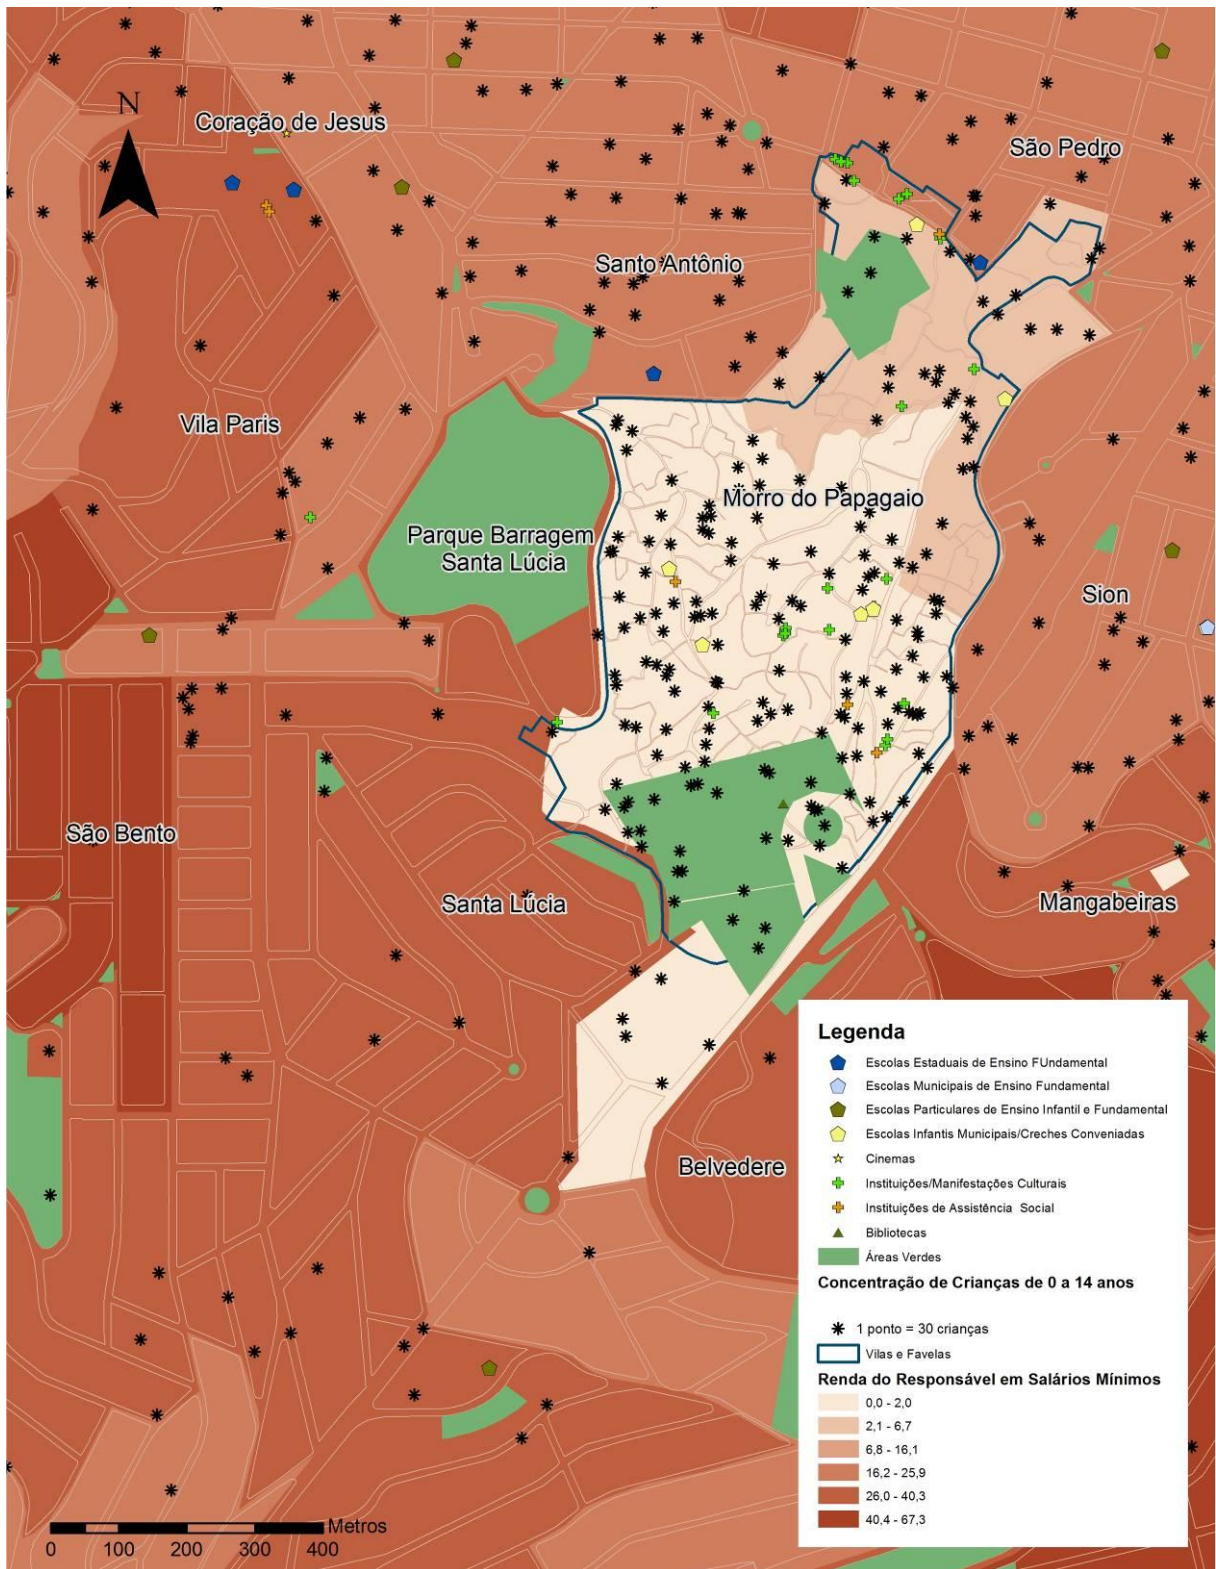 N
Coração de Jesus
São Pedro
Santo Antônio
Vila Paris
Morro do Papagaio
Parque Barragem
Santa Lúcia
Sion
São Bento
Santa Lúcia
Mangabeiras
Belvedere
Legenda
Escolas Estaduais de Ensino FUndamental
Escolas Municipais de Ensino Fundamental
Escolas Particulares de Ensino Infantil e Fundamental
Escolas Infantis Municipais/Creches Conveniadas
Cinemas
Instituições/Manifestações Culturais
Instituições de Assistência Social
Bibliotecas
Áreas Verdes
Concentração de Crianças de 0 a 14 anos
1 ponto = 30 crianças
Vilas e Favelas
Renda do Responsável em Salários Mínimos
0,0 - 2,0
2,1 - 6,7
6,8 - 16,1
16,2 - 25,9
26,0 - 40,3
40,4 - 67,3
Metros
0 100 200 300 400